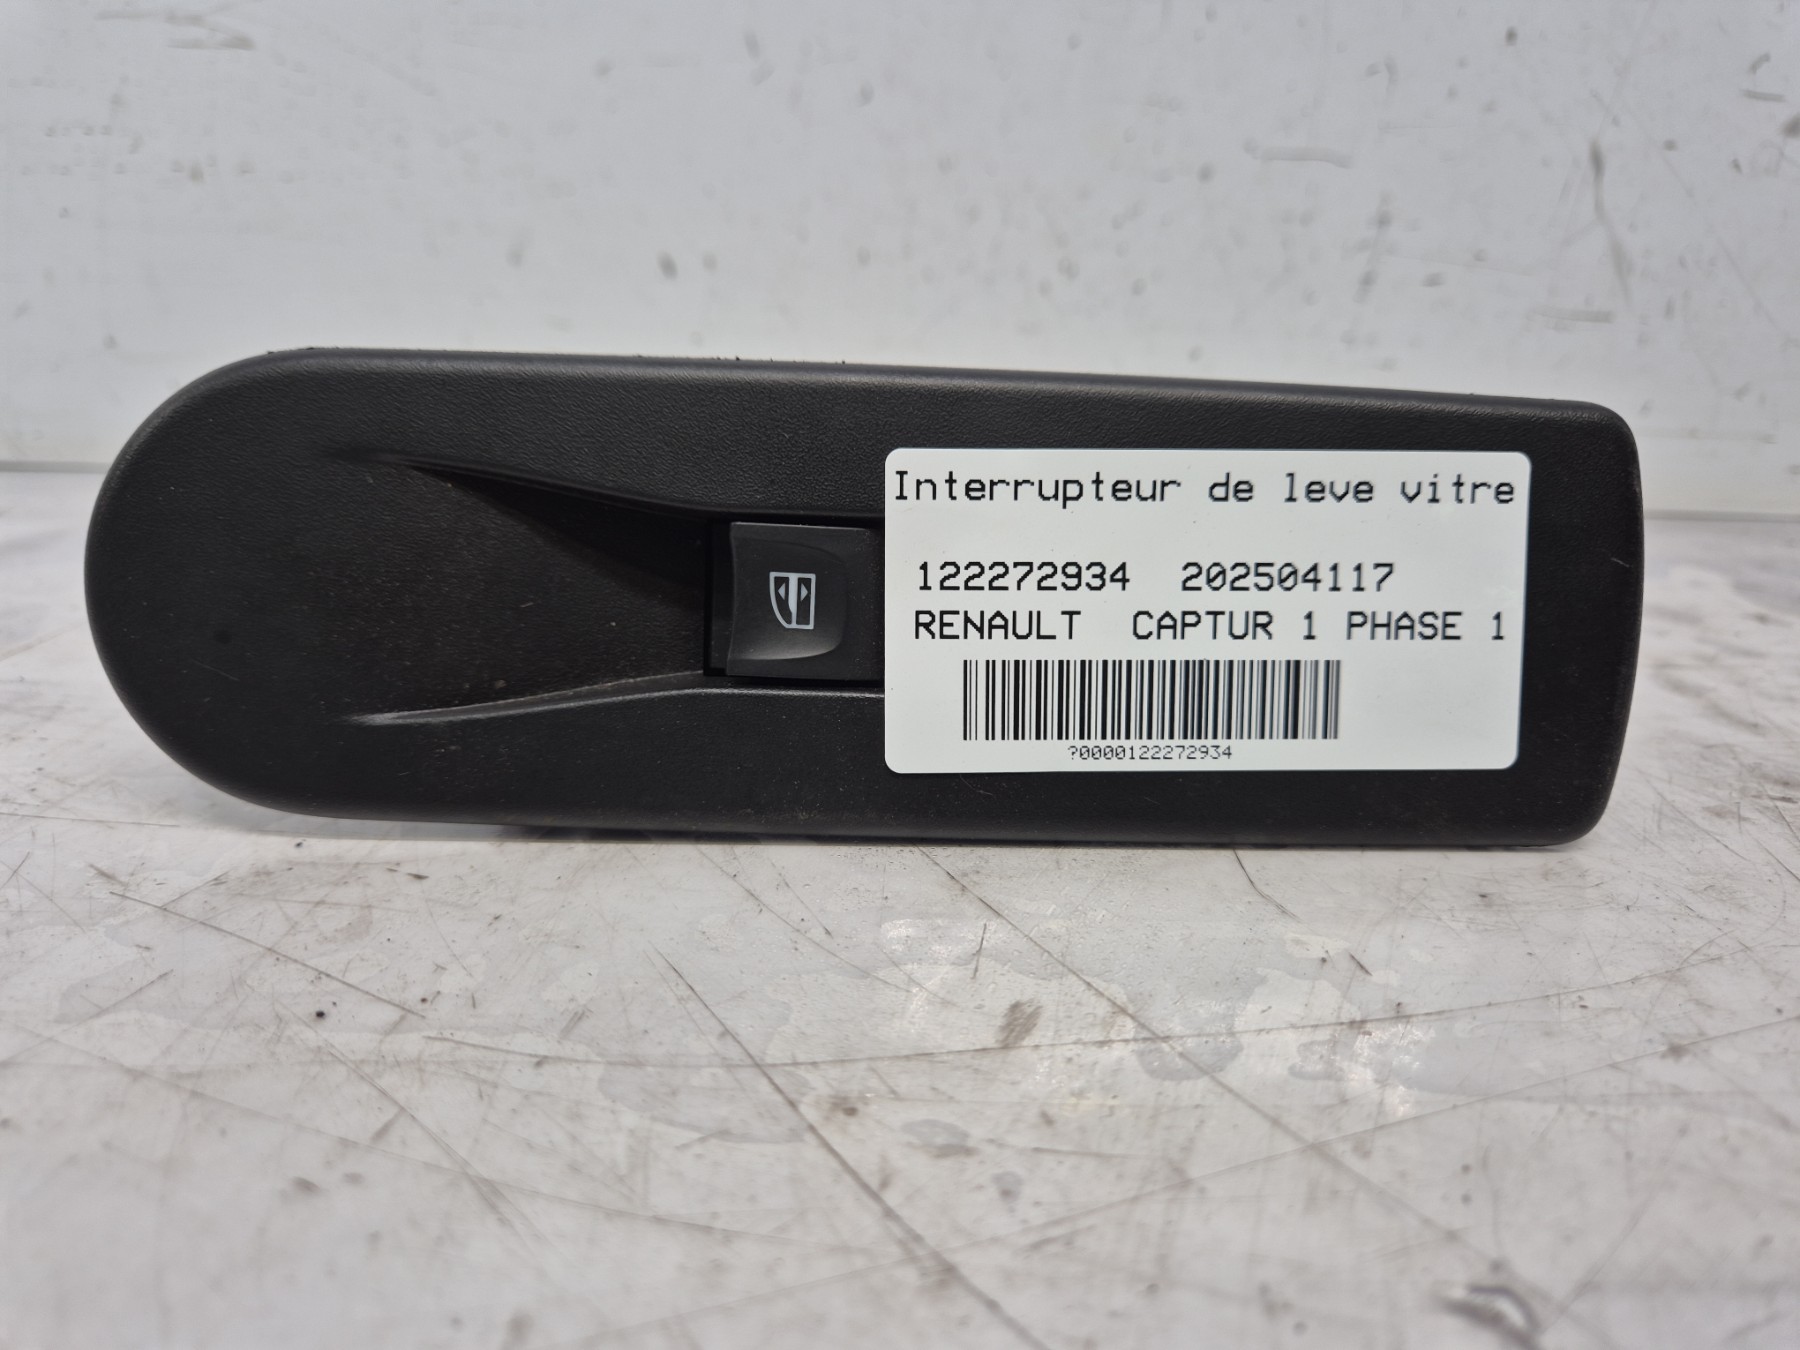 Interrupteur de leve vitre
122272934 202504117
RENAULT CAPTUR 1 PHASE 1
?0000122272934